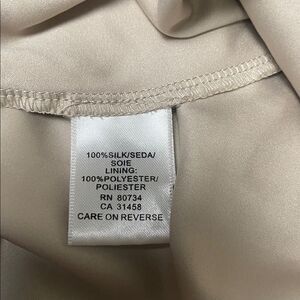 100%SILK/SEDA/
SOIE
LINING:
100%POLYESTER/
POLIESTER
RN 80734
CA 31458
CARE ON REVERSE